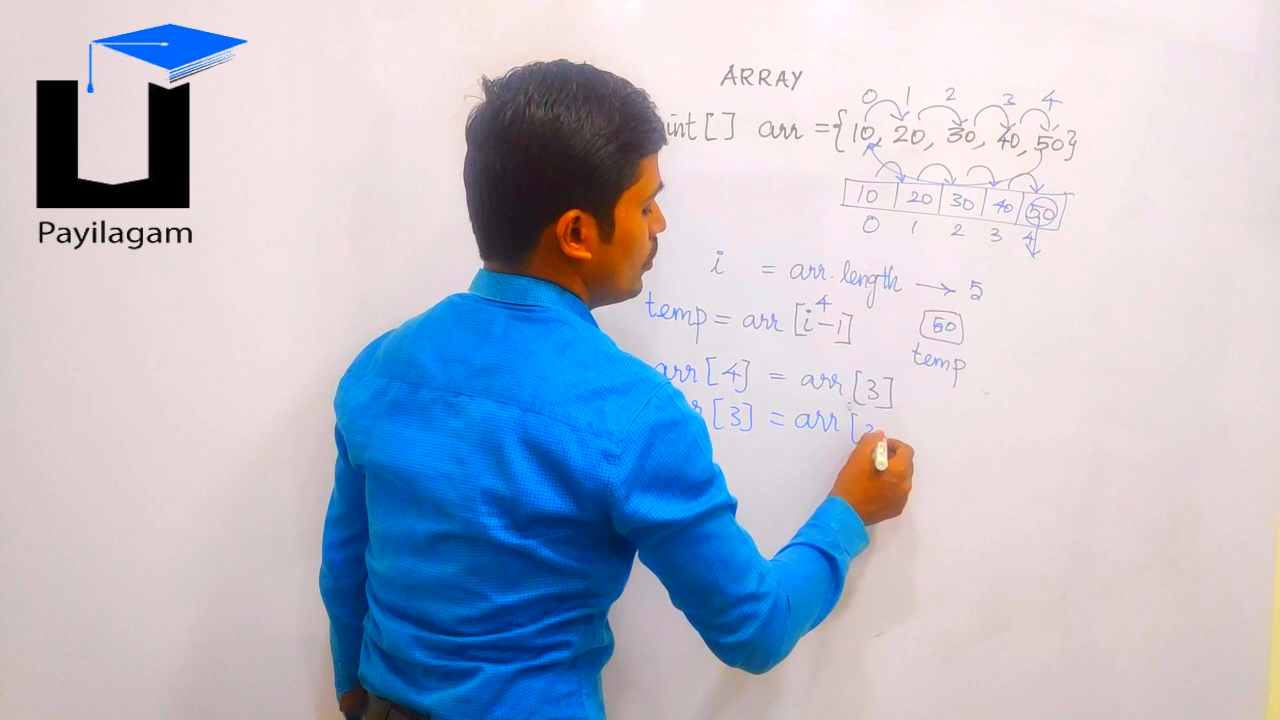 Payilagam
ARRAY
0 1 2 3 4
int[] arr = {10, 20, 30, 40, 50}
10 20 30 40 50
0 1 2 3 4
i = arr.length → 5
4
temp = arr [i-1] 50
temp
arr[4] = arr[3]
[3] = arr [